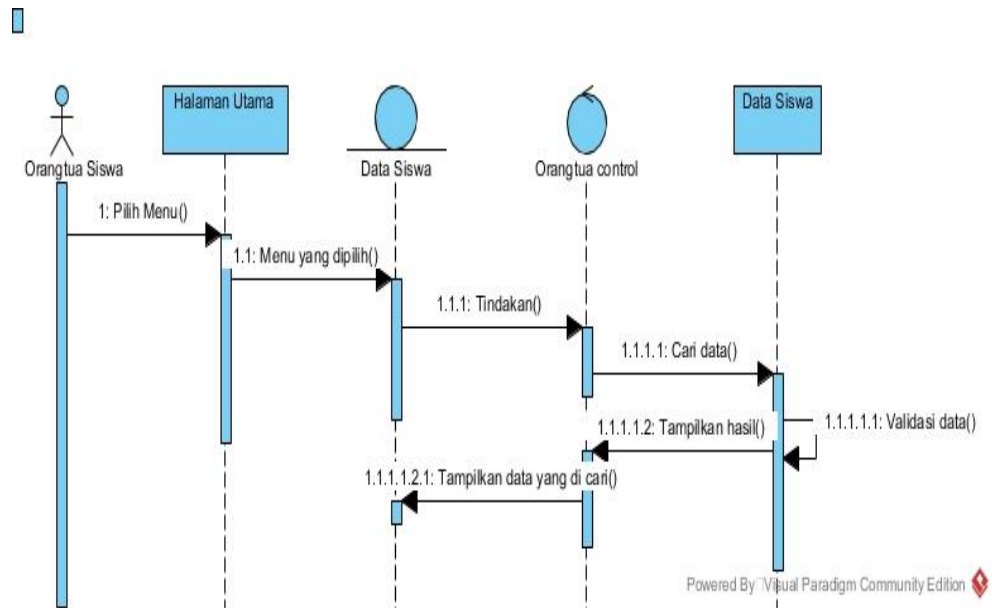 Halaman Utama
Data Siswa
Orangtua Siswa
Data Siswa
Orangtua control
1: Pilih Menu()
1.1: Menu yang dipilih()
1.1.1: Tindakan()
1.1.1.1: Cari data()
1.1.1.1.1: Validasi data()
1.1.1.1.2: Tampilkan hasil()
1.1.1.1.2.1: Tampilkan data yang di cari()
Powered By Visual Paradigm Community Edition